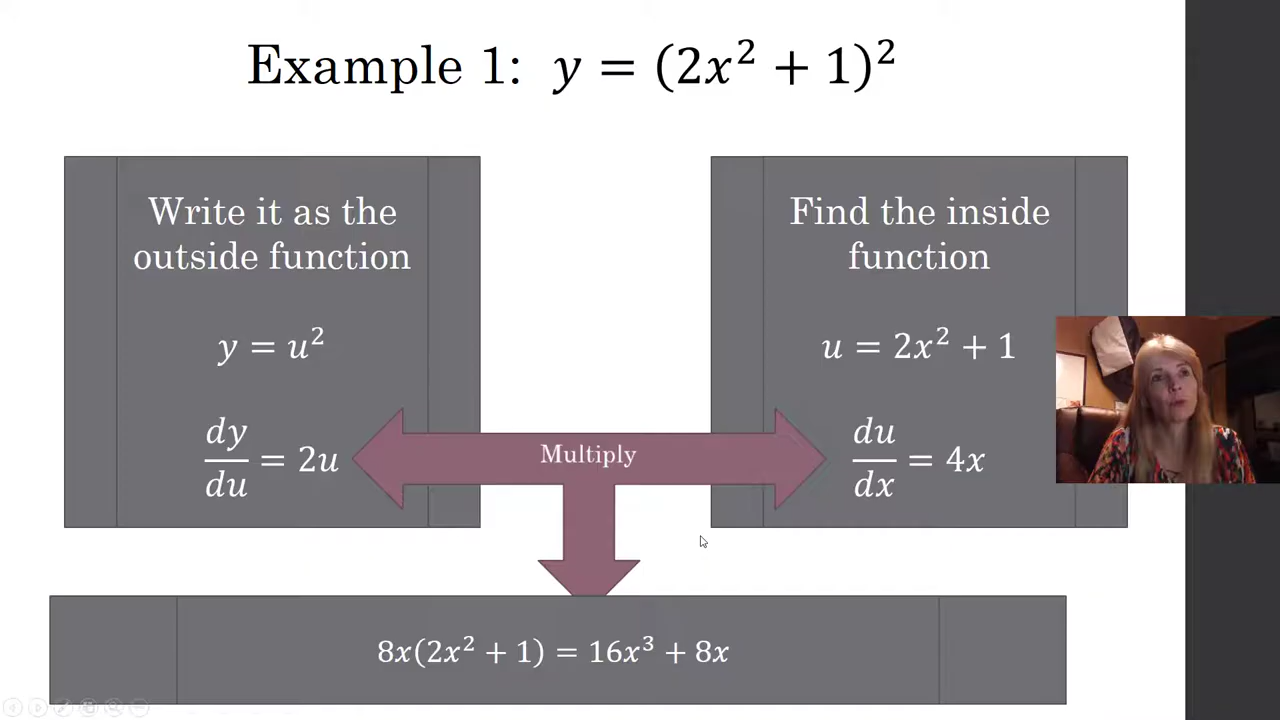 Example 1: y = (2x² + 1)²
Write it as the
outside function
y = u²
dy/du = 2u
Find the inside
function
u = 2x² + 1
du/dx = 4x
Multiply
8x(2x² + 1) = 16x³ + 8x